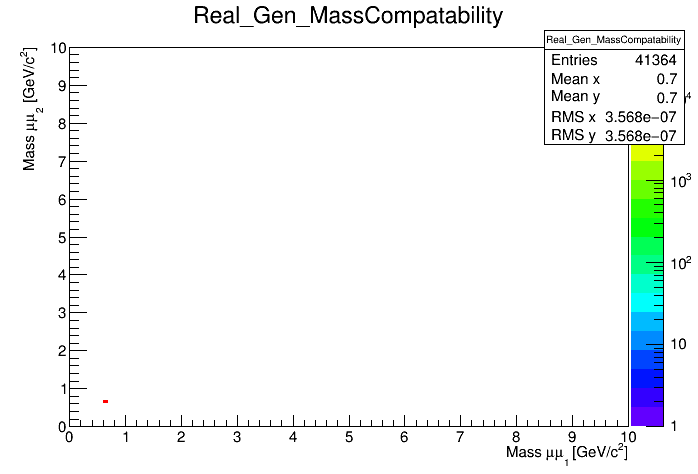 Real_Gen_MassCompatability
Real_Gen_MassCompatability
Entries 41364
Mean x 0.7
Mean y 0.7
RMS x 3.568e−07
RMS y 3.568e−07
Mass μμ₂ [GeV/c²]
10
9
8
7
6
5
4
3
2
1
0
0 1 2 3 4 5 6 7 8 9 10
Mass μμ₁ [GeV/c²]
4
10³
10²
10
1